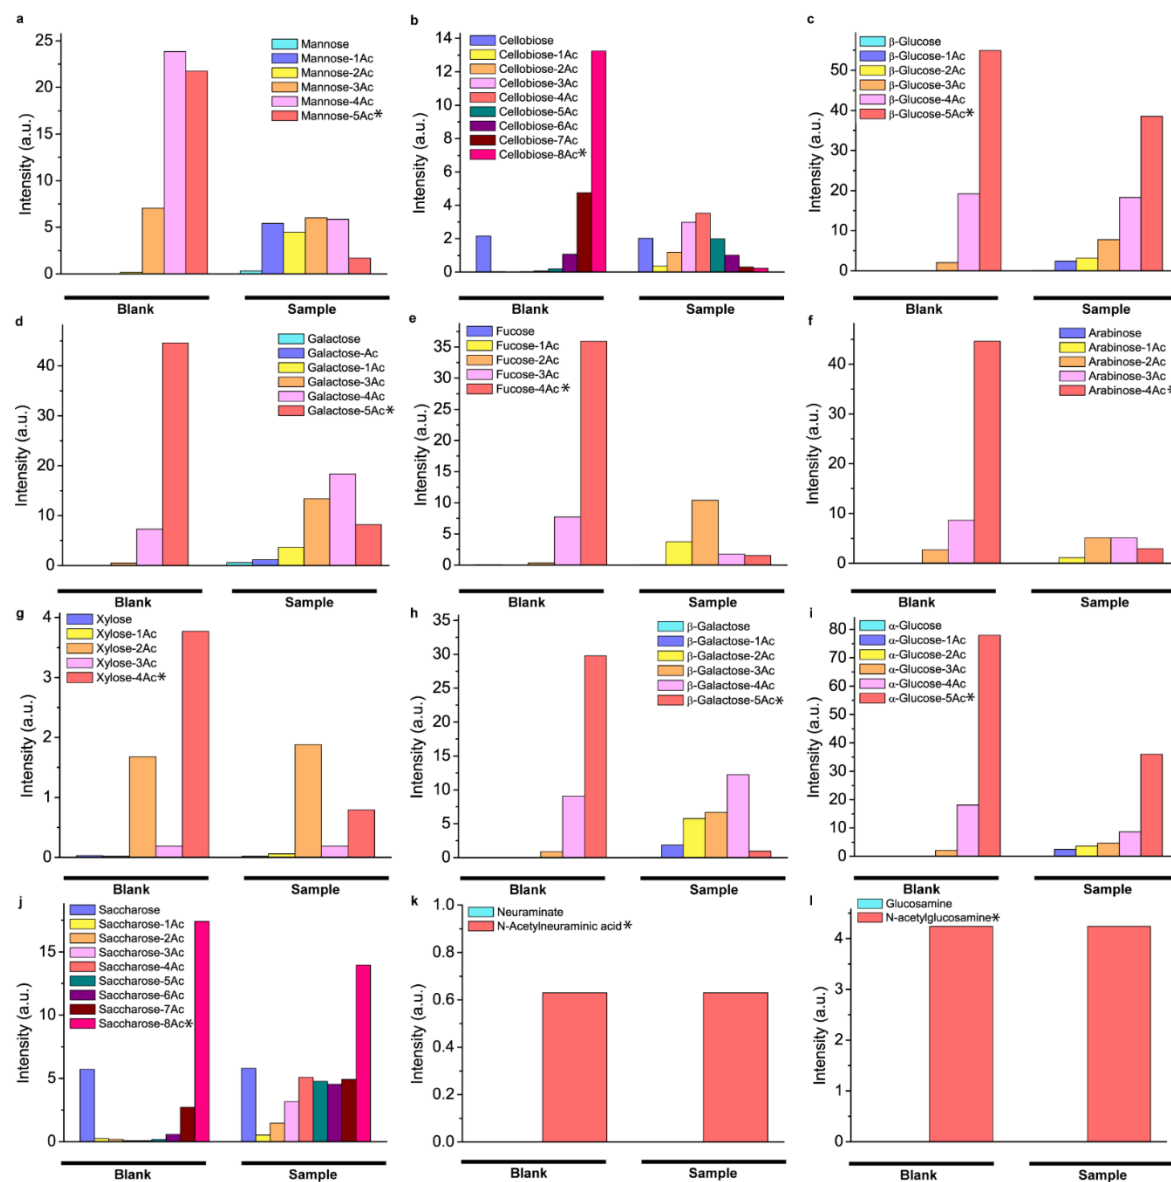 a
Intensity (a.u.)
25
20
15
10
5
0
Mannose
Mannose-1Ac
Mannose-2Ac
Mannose-3Ac
Mannose-4Ac
Mannose-5Ac*
Blank
Sample
b
Intensity (a.u.)
14
12
10
8
6
4
2
0
Cellobiose
Cellobiose-1Ac
Cellobiose-2Ac
Cellobiose-3Ac
Cellobiose-4Ac
Cellobiose-5Ac
Cellobiose-6Ac
Cellobiose-7Ac
Cellobiose-8Ac*
Blank
Sample
c
Intensity (a.u.)
50
40
30
20
10
0
β-Glucose
β-Glucose-1Ac
β-Glucose-2Ac
β-Glucose-3Ac
β-Glucose-4Ac
β-Glucose-5Ac*
Blank
Sample
d
Intensity (a.u.)
40
30
20
10
0
Galactose
Galactose-Ac
Galactose-1Ac
Galactose-3Ac
Galactose-4Ac
Galactose-5Ac*
Blank
Sample
e
Intensity (a.u.)
35
30
25
20
15
10
5
0
Fucose
Fucose-1Ac
Fucose-2Ac
Fucose-3Ac
Fucose-4Ac*
Blank
Sample
f
Intensity (a.u.)
40
30
20
10
0
Arabinose
Arabinose-1Ac
Arabinose-2Ac
Arabinose-3Ac
Arabinose-4Ac*
Blank
Sample
g
Intensity (a.u.)
4
3
2
1
0
Xylose
Xylose-1Ac
Xylose-2Ac
Xylose-3Ac
Xylose-4Ac*
Blank
Sample
h
Intensity (a.u.)
35
30
25
20
15
10
5
0
β-Galactose
β-Galactose-1Ac
β-Galactose-2Ac
β-Galactose-3Ac
β-Galactose-4Ac
β-Galactose-5Ac*
Blank
Sample
i
Intensity (a.u.)
80
70
60
50
40
30
20
10
0
α-Glucose
α-Glucose-1Ac
α-Glucose-2Ac
α-Glucose-3Ac
α-Glucose-4Ac
α-Glucose-5Ac*
Blank
Sample
j
Intensity (a.u.)
15
10
5
0
Saccharose
Saccharose-1Ac
Saccharose-2Ac
Saccharose-3Ac
Saccharose-4Ac
Saccharose-5Ac
Saccharose-6Ac
Saccharose-7Ac
Saccharose-8Ac*
Blank
Sample
k
Intensity (a.u.)
1.0
0.8
0.6
0.4
0.2
0.0
Neuraminate
N-Acetylneuraminic acid*
Blank
Sample
l
Intensity (a.u.)
4
3
2
1
0
Glucosamine
N-acetylglucosamine*
Blank
Sample